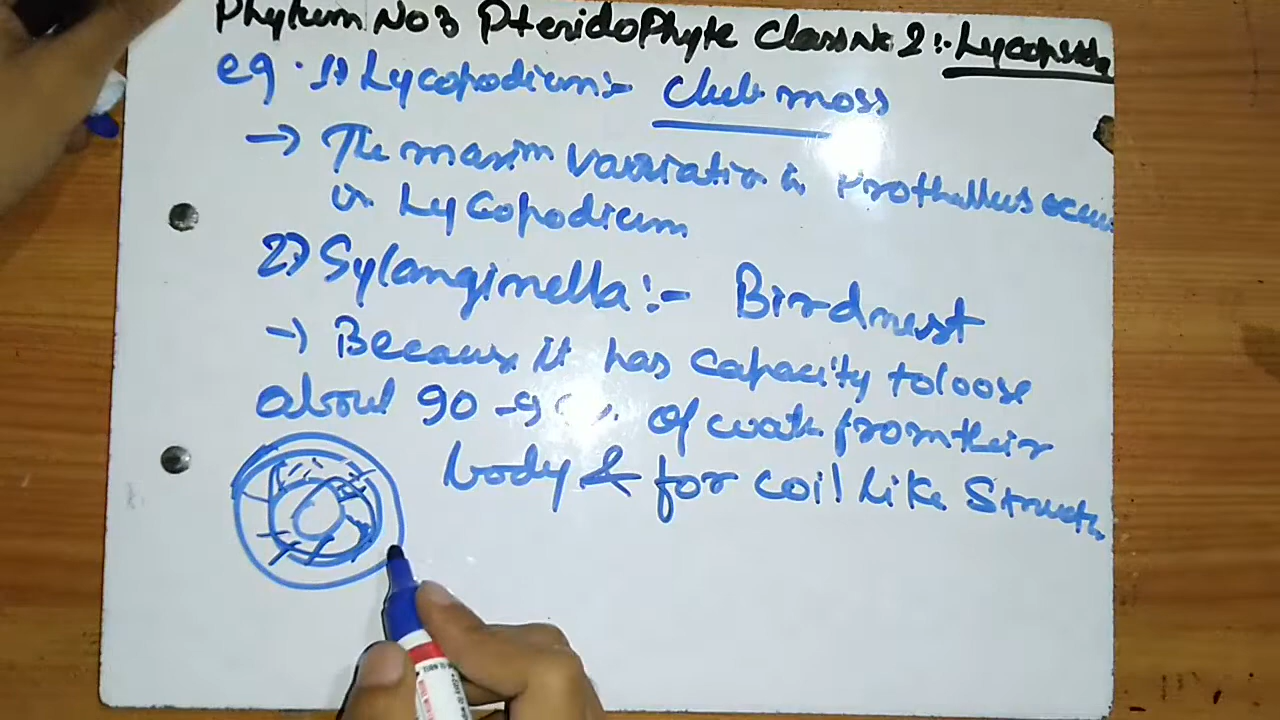 Phylum No 3 Pteridophyte Class No 2:- Lycopsida
eg. 1) Lycopodium:- Club moss
→ The maxim variation in Prothallus occur
in Lycopodium
2) Sylanginella:- Birdnest
→ Because it has capacity to loose
about 90 - % of water from their
body & for coil like Struct